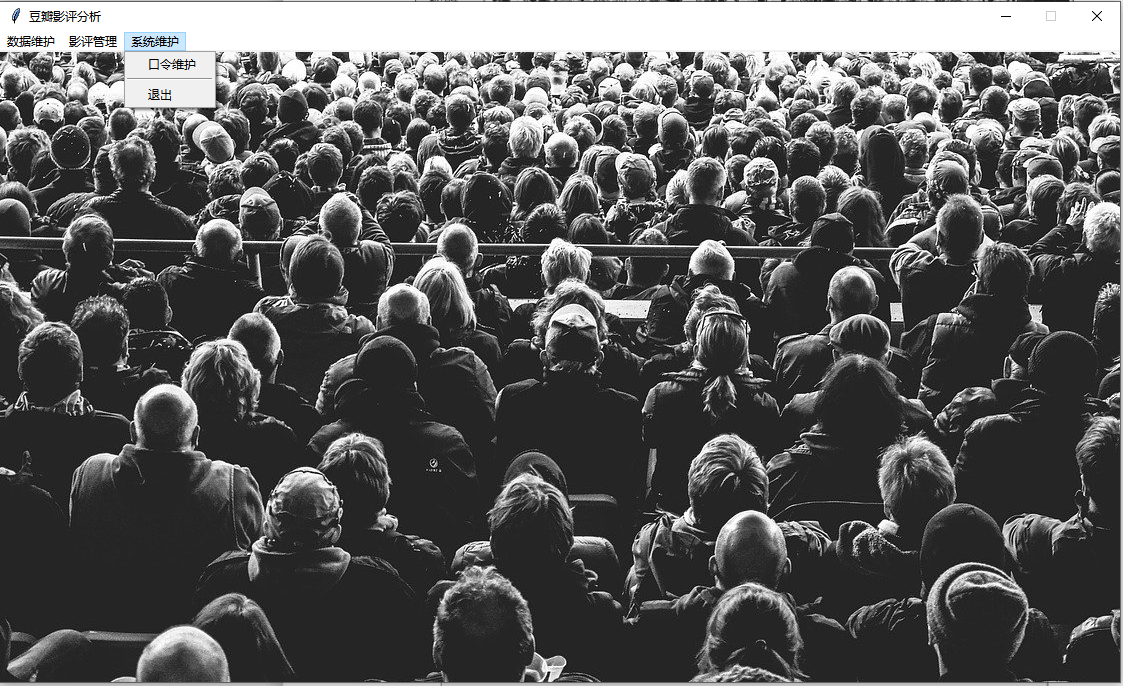 豆瓣影评分析
数据维护 影评管理 系统维护
口令维护
退出